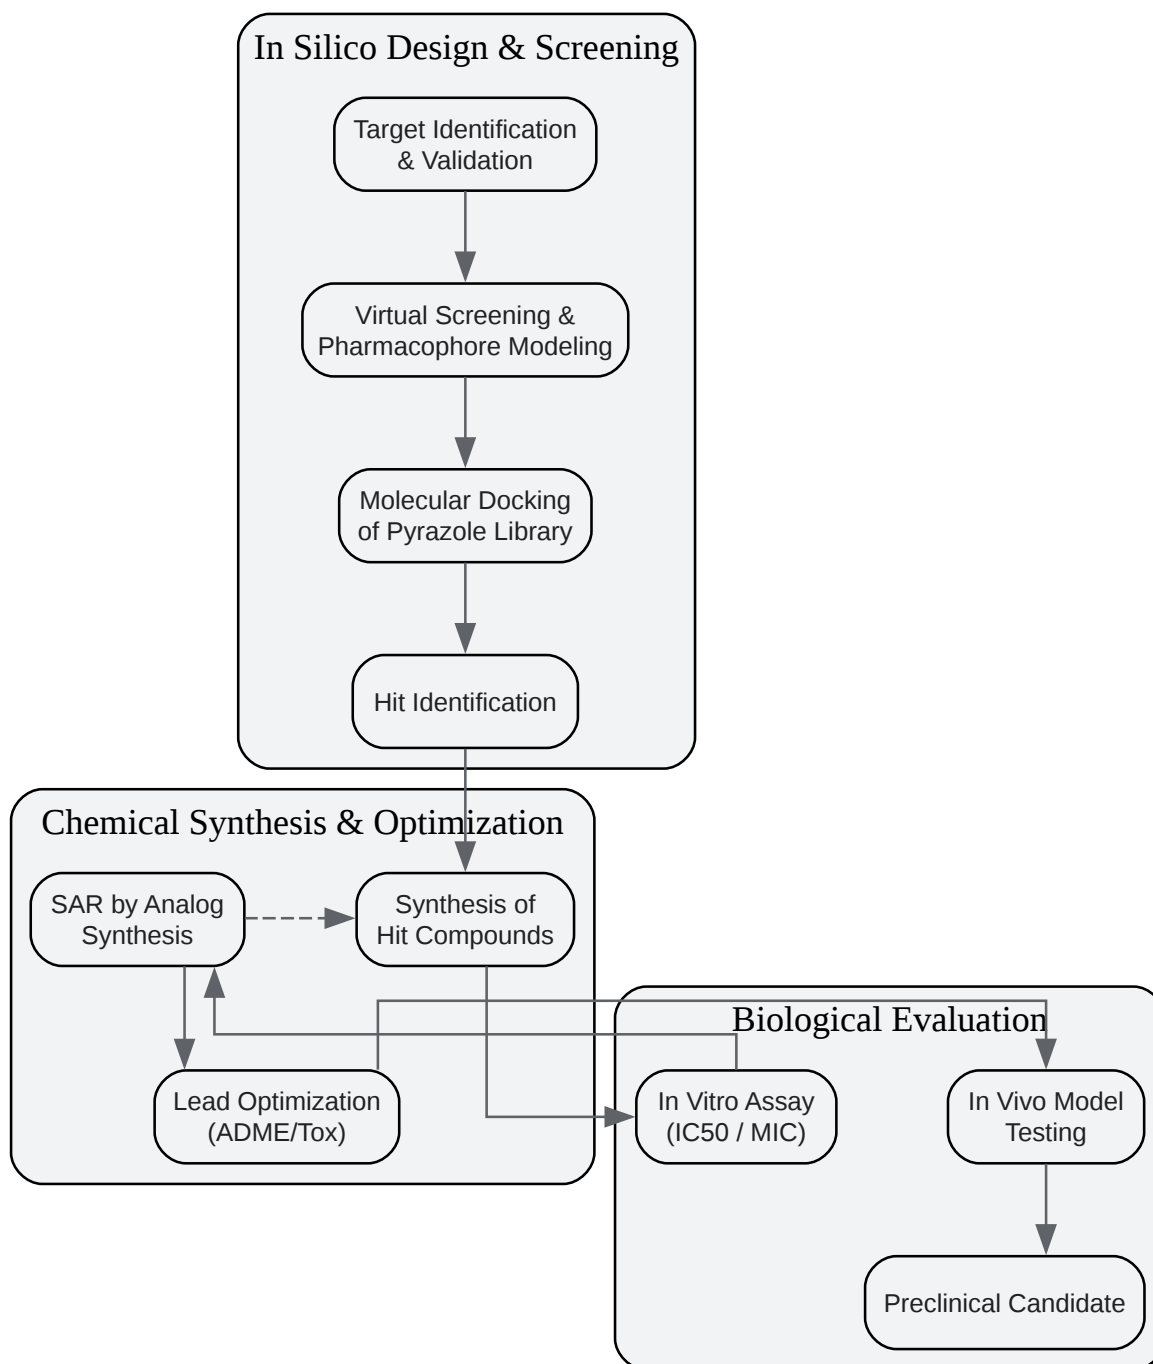 In Silico Design & Screening
Target Identification
& Validation
Virtual Screening &
Pharmacophore Modeling
Molecular Docking
of Pyrazole Library
Hit Identification
Chemical Synthesis & Optimization
SAR by Analog
Synthesis
Synthesis of
Hit Compounds
Lead Optimization
(ADME/Tox)
Biological Evaluation
In Vitro Assay
(IC50 / MIC)
In Vivo Model
Testing
Preclinical Candidate